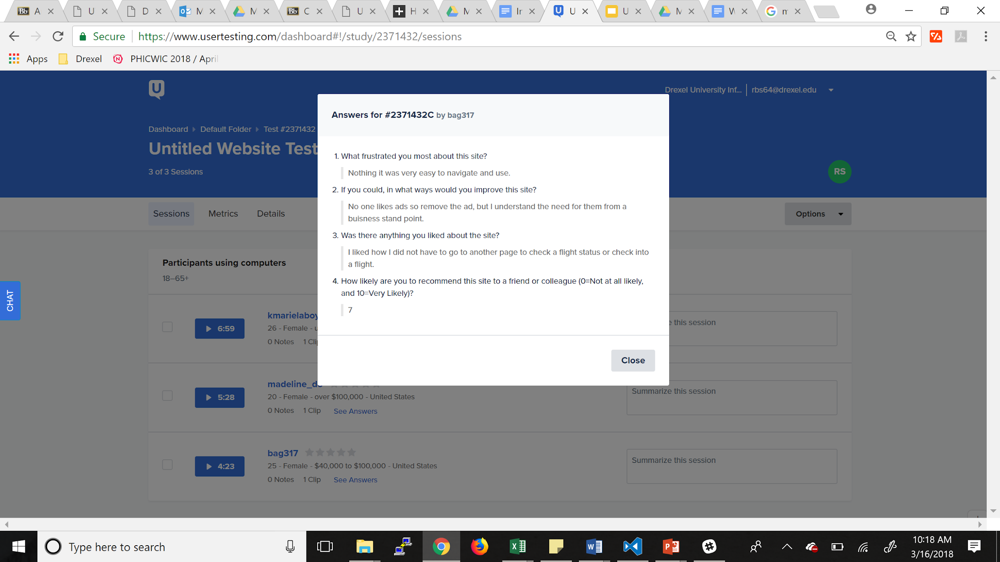 A
U
D
M
M
C
U
H
M
In
U
U
M
W
m
Secure
https://www.usertesting.com/dashboard#!/study/2371432/sessions
Apps
Drexel
PHICWIC 2018 / April
Drexel University Inf...
rbs64@drexel.edu
Dashboard
Default Folder
Test #2371432
Untitled Website Test
3 of 3 Sessions
RS
Sessions
Metrics
Details
Options
Participants using computers
18–65+
CHAT
Answers for #2371432C by bag317
1. What frustrated you most about this site?
Nothing it was very easy to navigate and use.
2. If you could, in what ways would you improve this site?
No one likes ads so remove the ad, but I understand the need for them from a
buisness stand point.
3. Was there anything you liked about the site?
I liked how I did not have to go to another page to check a flight status or check into
a flight.
4. How likely are you to recommend this site to a friend or colleague (0=Not at all likely,
and 10=Very Likely)?
7
Close
6:59
kmarielaboy
26 - Female - u
0 Notes 1 Cli
this session
5:28
madeline_do
20 - Female - over $100,000 - United States
0 Notes 1 Clip See Answers
Summarize this session
4:23
bag317
25 - Female - $40,000 to $100,000 - United States
0 Notes 1 Clip See Answers
Summarize this session
Type here to search
10:18 AM
3/16/2018